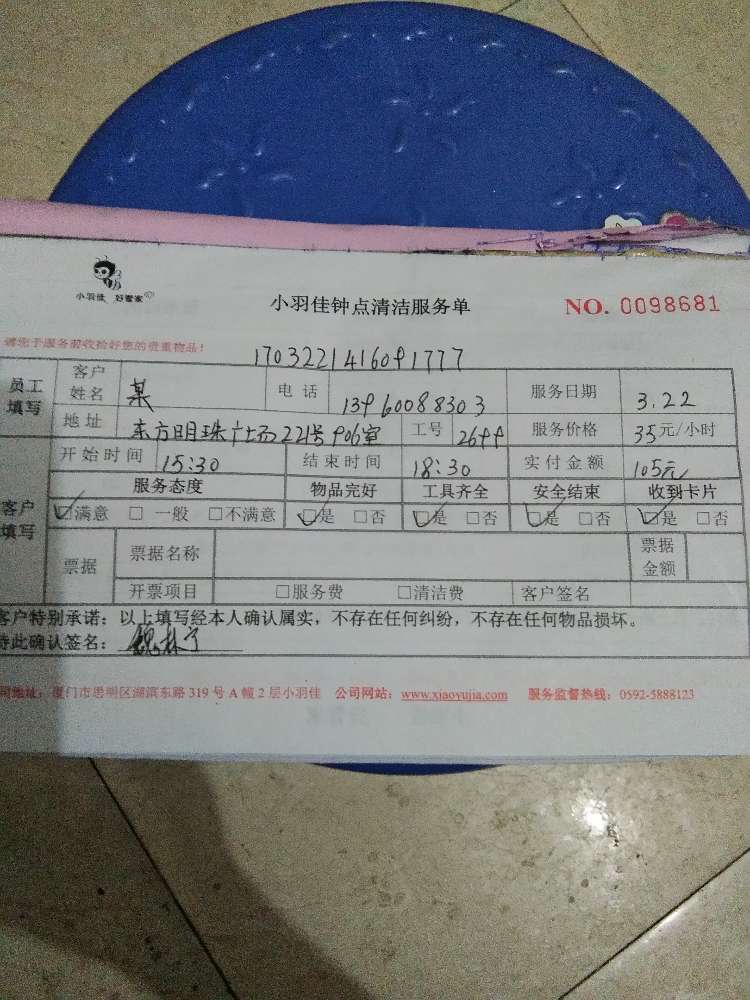 小羽佳 好管家
小羽佳钟点清洁服务单
NO. 0098681
请您于服务前收拾好您的贵重物品!
1703221416091777
员工填写 客户姓名 某 电话 13960088303 服务日期 3.22
地址 东方明珠广场221号906室 工号 2699 服务价格 35元/小时
客户填写 开始时间 15:30 结束时间 18:30 实付金额 105元
服务态度 物品完好 工具齐全 安全结束 收到卡片
☑满意 □一般 □不满意 ☑是 □否 ☑是 □否 ☑是 □否 ☑是 □否
票据 票据名称 票据金额
开票项目 □服务费 □清洁费 客户签名
客户特别承诺：以上填写经本人确认属实，不存在任何纠纷，不存在任何物品损坏。
特此确认签名：
司地址：厦门市思明区湖滨东路 319 号 A 幢 2 层小羽佳 公司网站：www.xiaoyujia.com 服务监督热线：0592-5888123